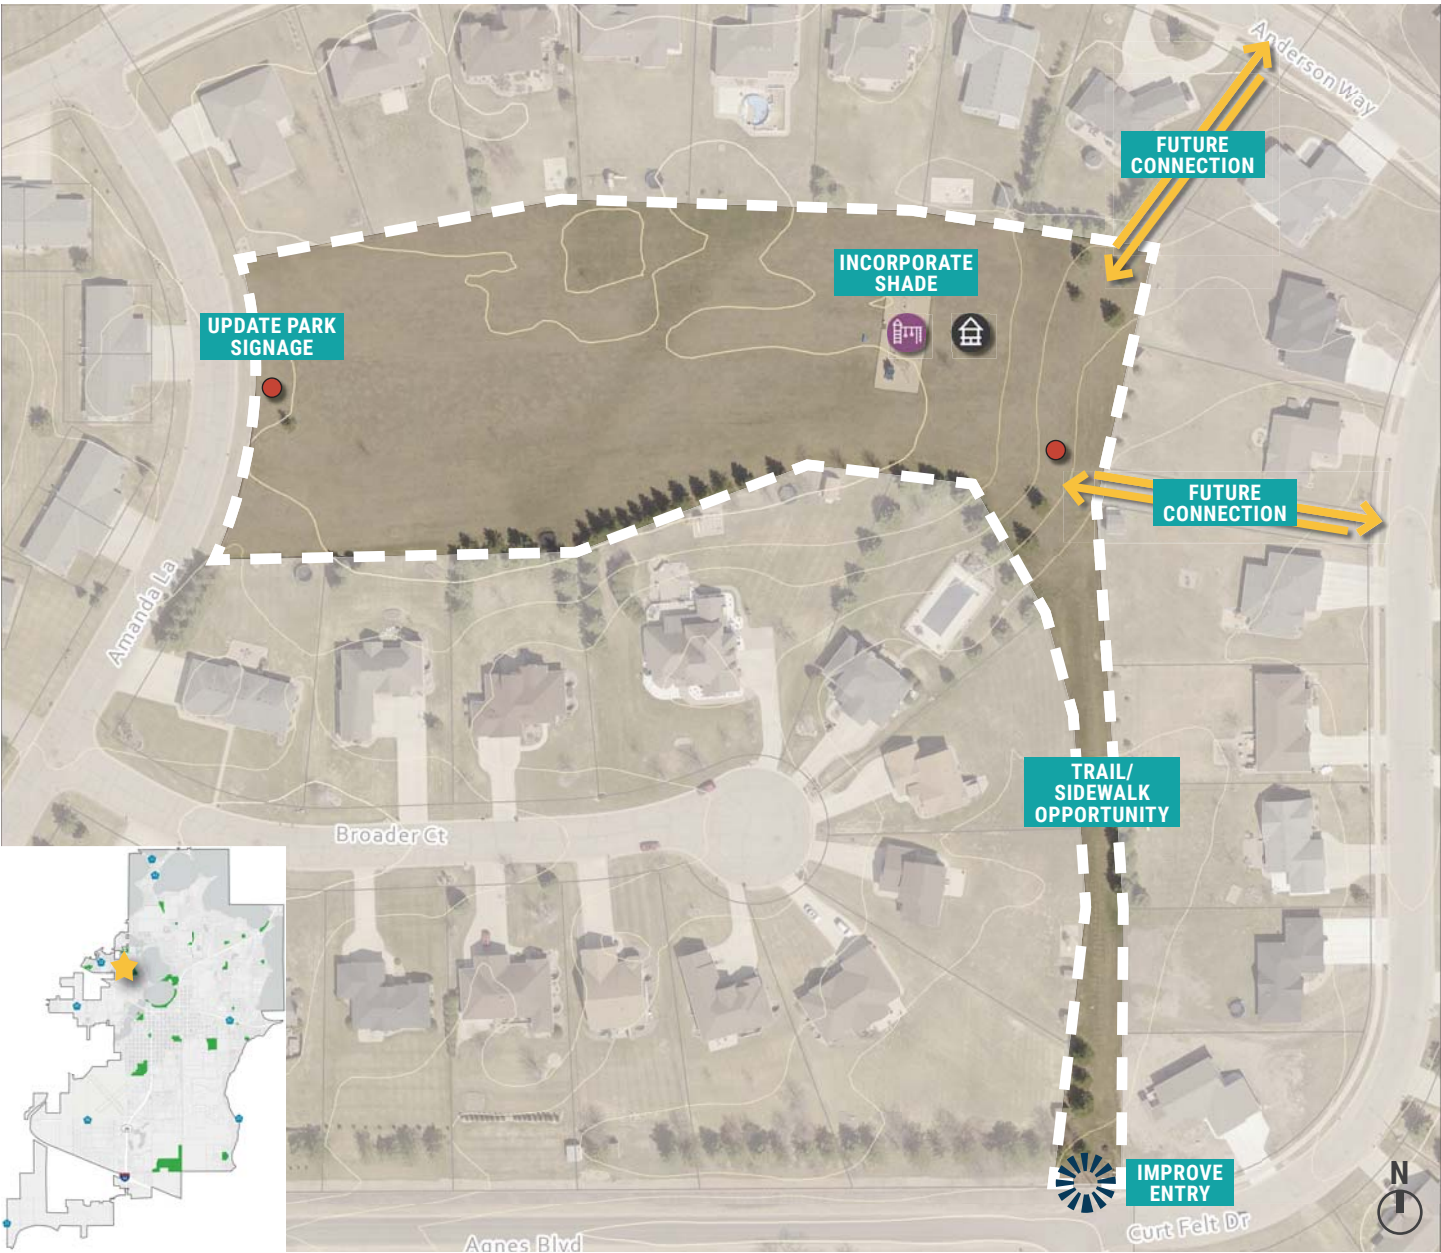 Anderson Way
FUTURE
CONNECTION
INCORPORATE
SHADE
UPDATE PARK
SIGNAGE
FUTURE
CONNECTION
Amanda La
TRAIL/
SIDEWALK
OPPORTUNITY
Broader Ct
IMPROVE
ENTRY
N
Curt Felt Dr
Agnes Blvd